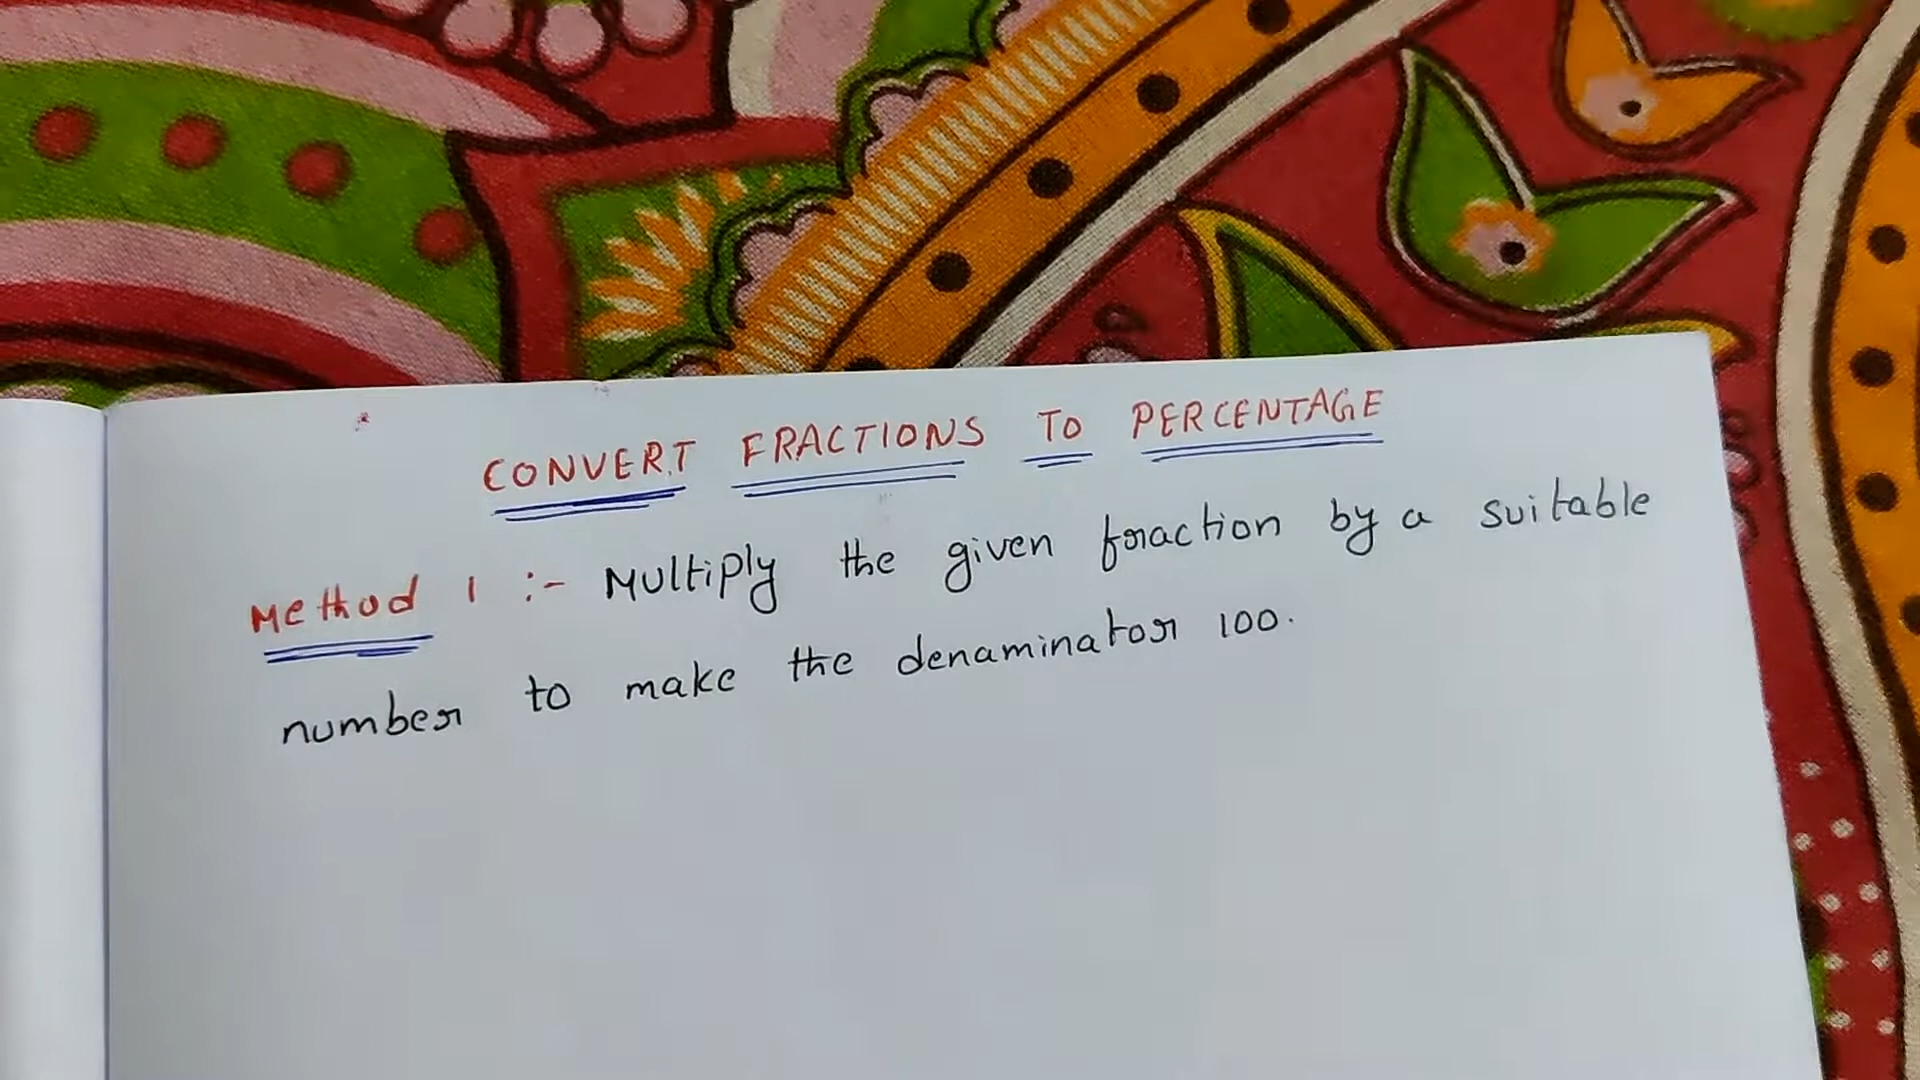 CONVERT FRACTIONS TO PERCENTAGE
Method 1 :- Multiply the given fraction by a suitable
number to make the denaminator 100.